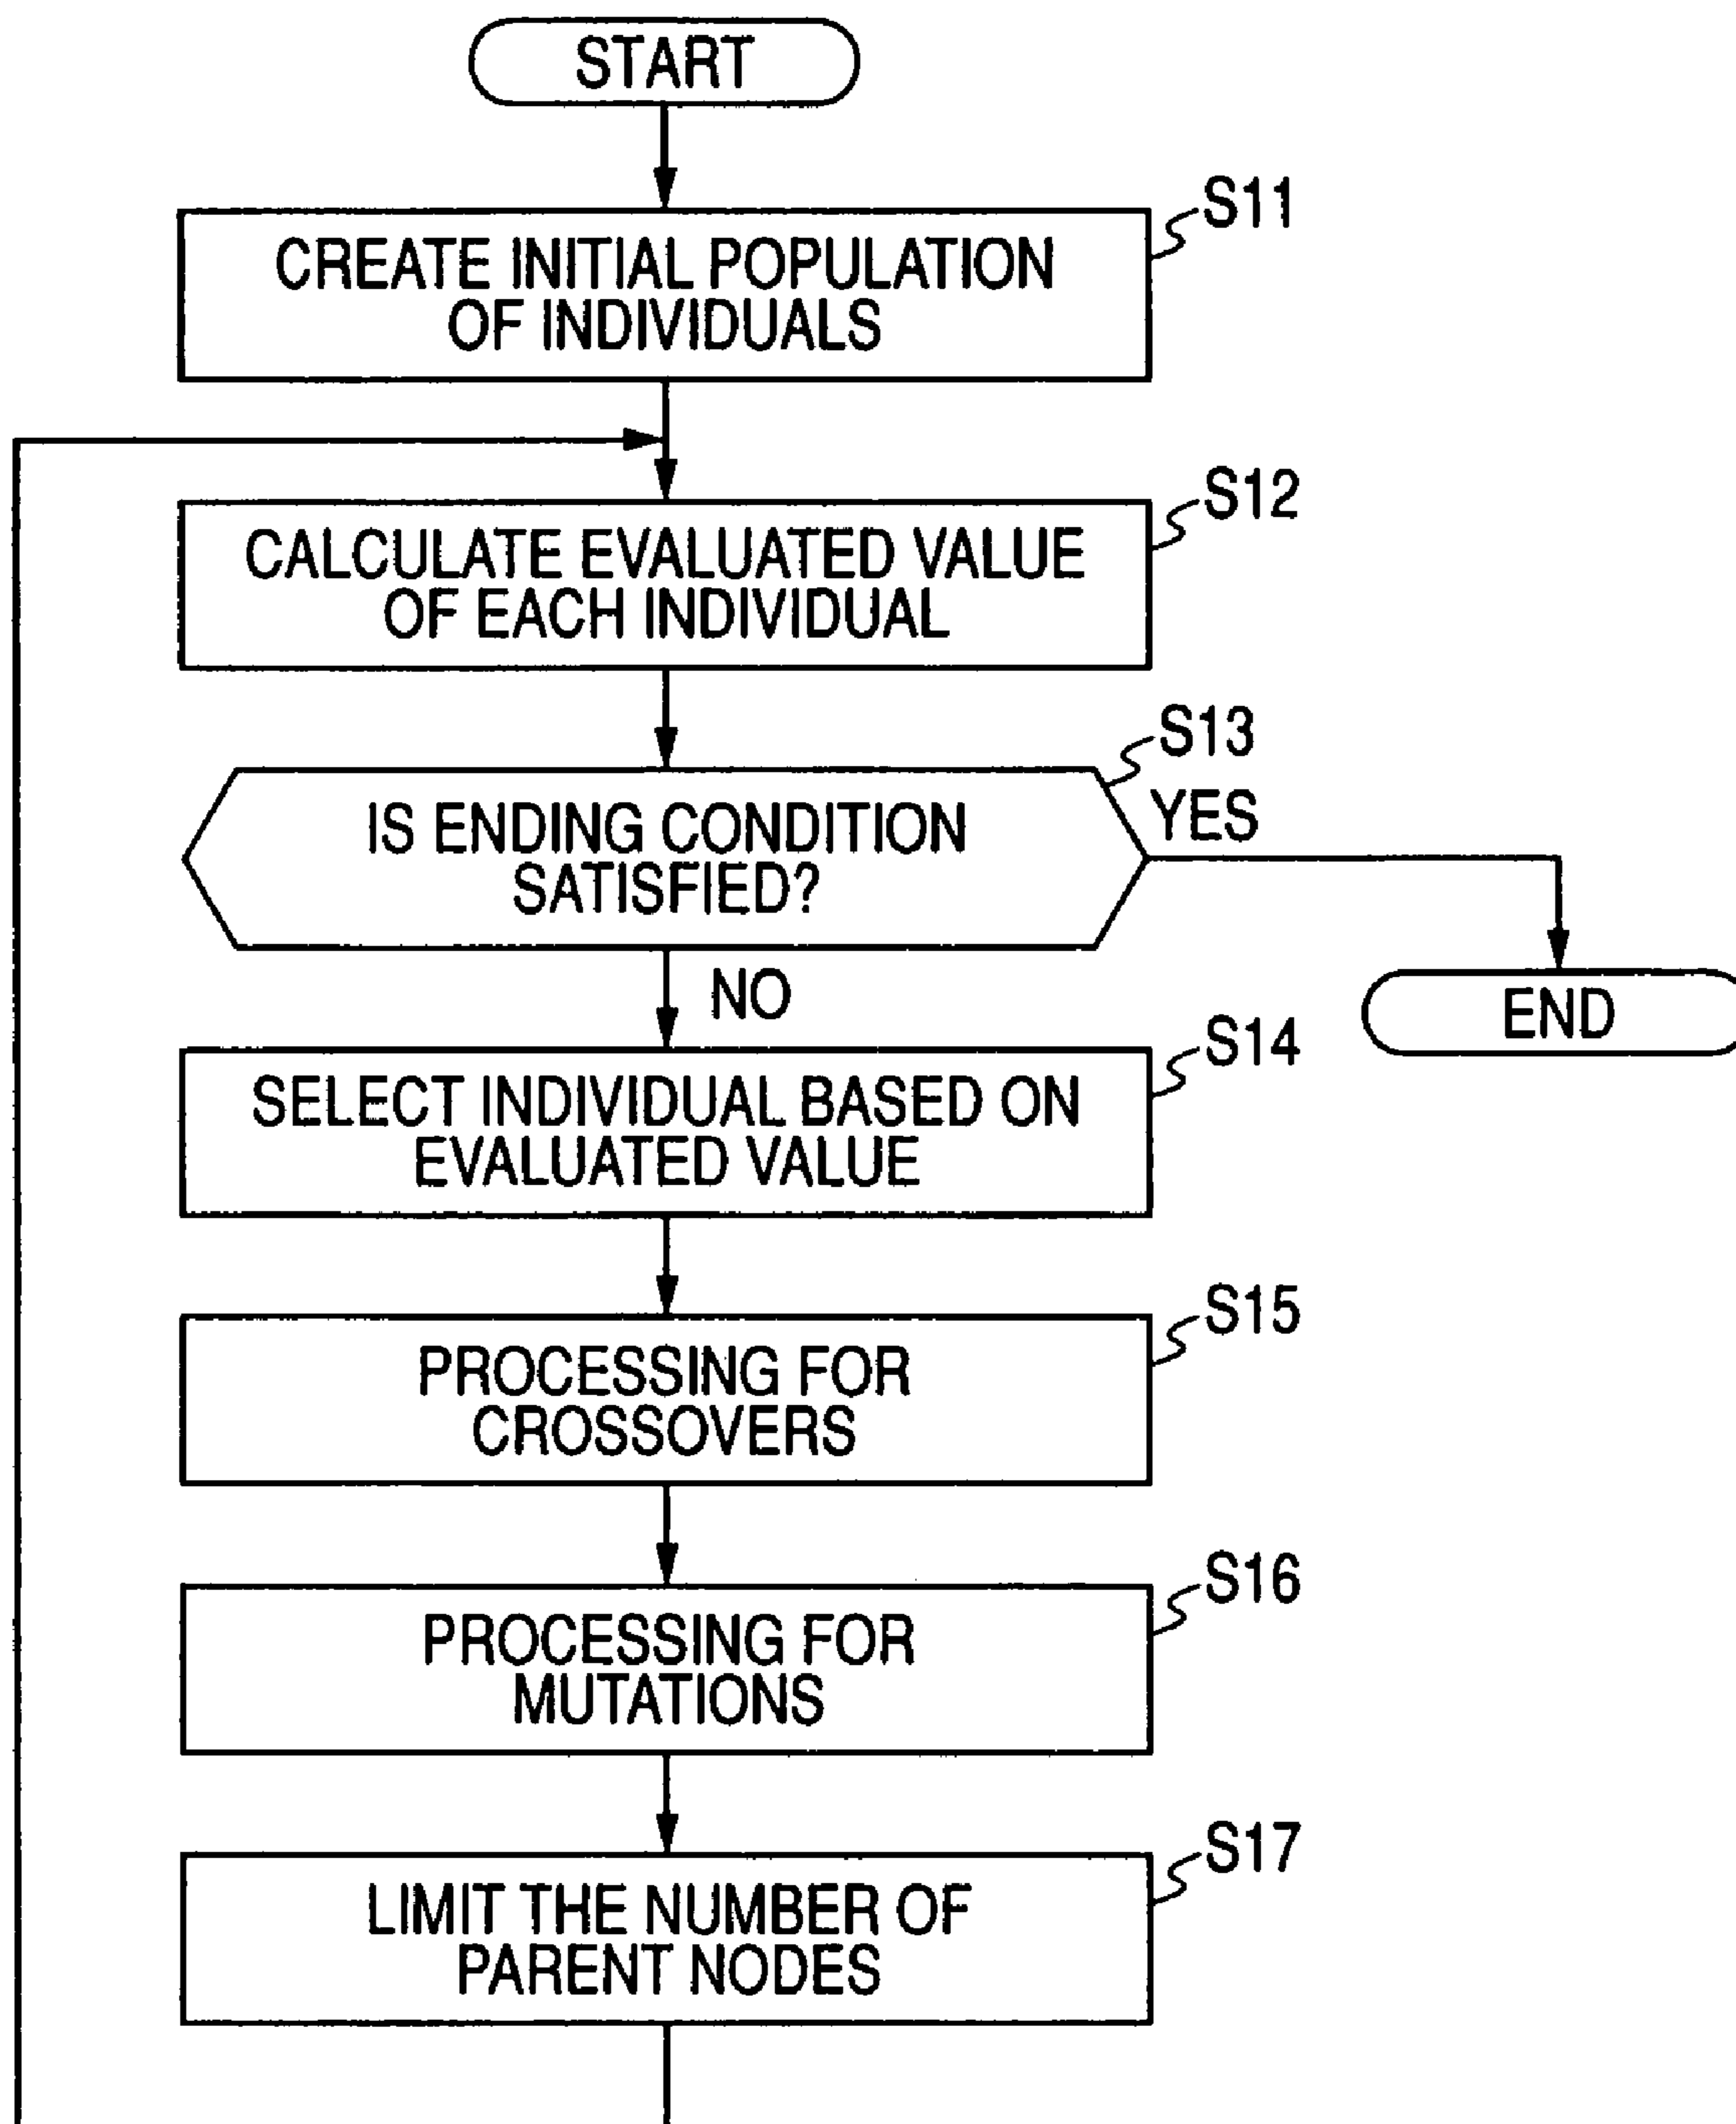 START
S11
CREATE INITIAL POPULATION
OF INDIVIDUALS
S12
CALCULATE EVALUATED VALUE
OF EACH INDIVIDUAL
S13
IS ENDING CONDITION
SATISFIED?
YES
NO
END
S14
SELECT INDIVIDUAL BASED ON
EVALUATED VALUE
S15
PROCESSING FOR
CROSSOVERS
S16
PROCESSING FOR
MUTATIONS
S17
LIMIT THE NUMBER OF
PARENT NODES